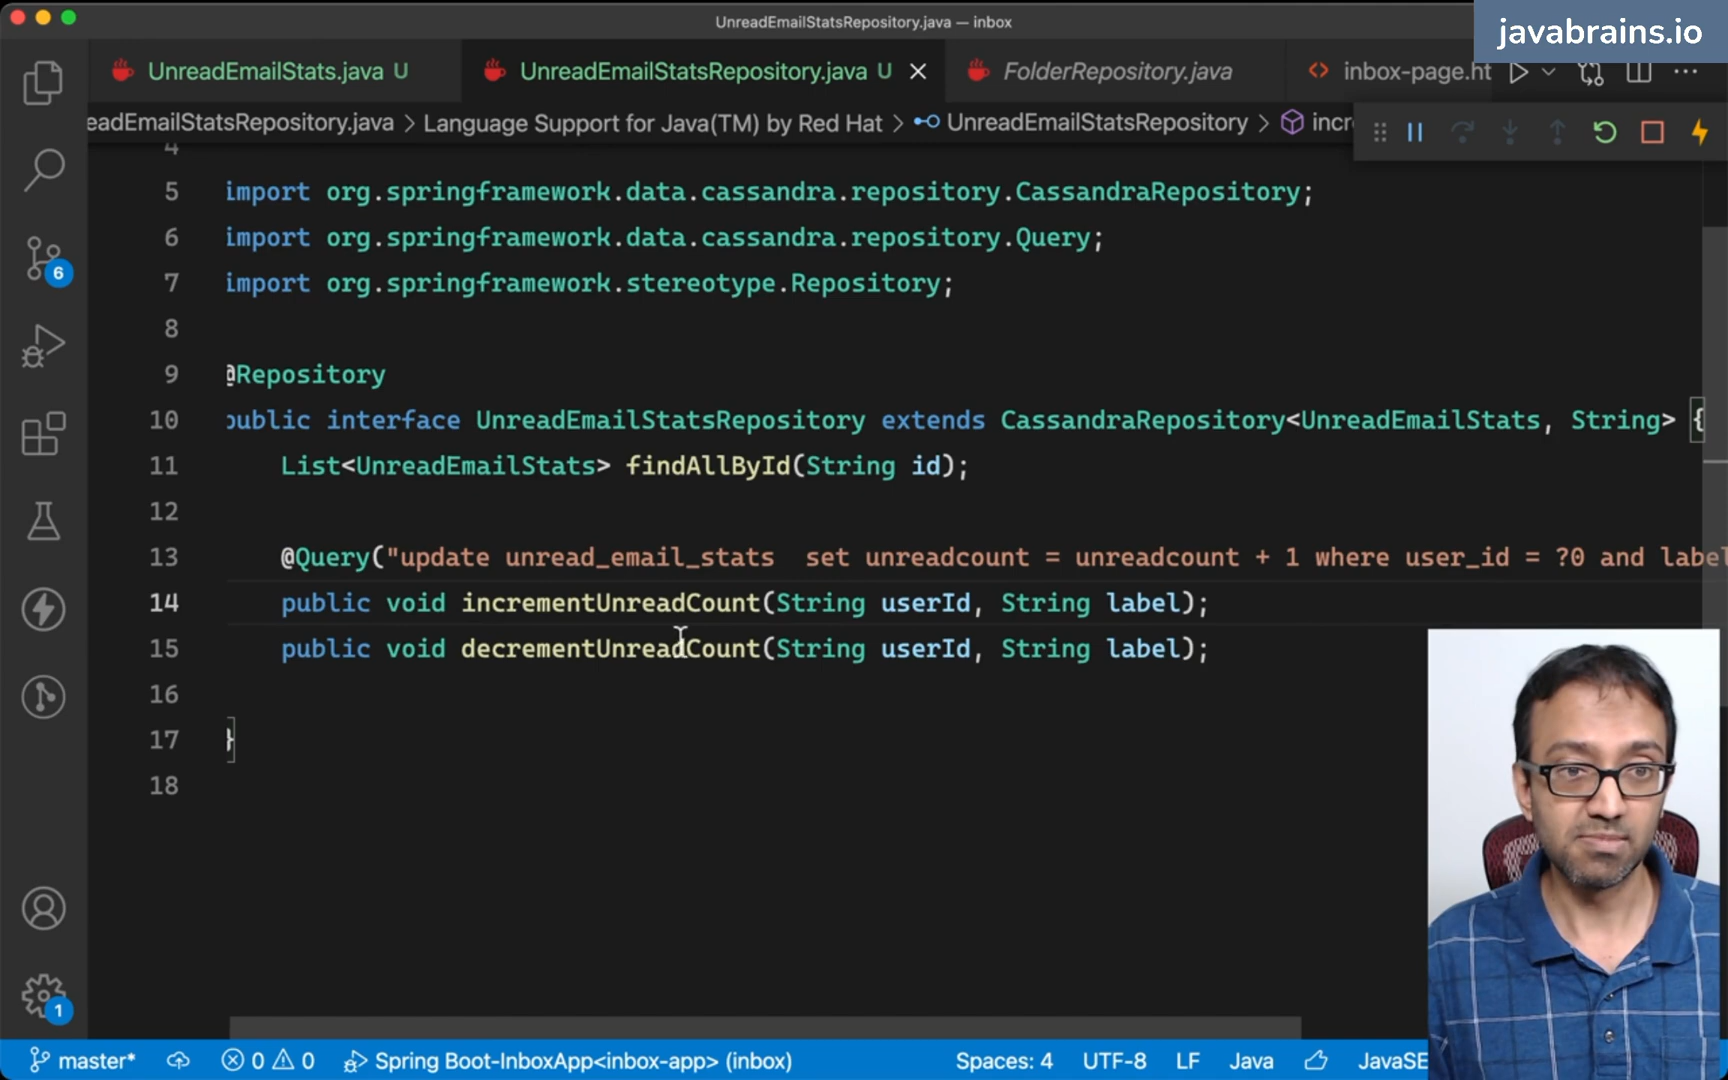 UnreadEmailStatsRepository.java — inbox
javabrains.io
UnreadEmailStats.java U
UnreadEmailStatsRepository.java U
FolderRepository.java
inbox-page.ht
eadEmailStatsRepository.java > Language Support for Java(TM) by Red Hat > UnreadEmailStatsRepository > incr
4
5 import org.springframework.data.cassandra.repository.CassandraRepository;
6 import org.springframework.data.cassandra.repository.Query;
7 import org.springframework.stereotype.Repository;
8
9 @Repository
10 public interface UnreadEmailStatsRepository extends CassandraRepository<UnreadEmailStats, String> {
11 List<UnreadEmailStats> findAllById(String id);
12
13 @Query("update unread_email_stats  set unreadcount = unreadcount + 1 where user_id = ?0 and label
14 public void incrementUnreadCount(String userId, String label);
15 public void decrementUnreadCount(String userId, String label);
16
17 }
18
6
1
master* 0 0 Spring Boot-InboxApp<inbox-app> (inbox) Spaces: 4 UTF-8 LF Java JavaSE